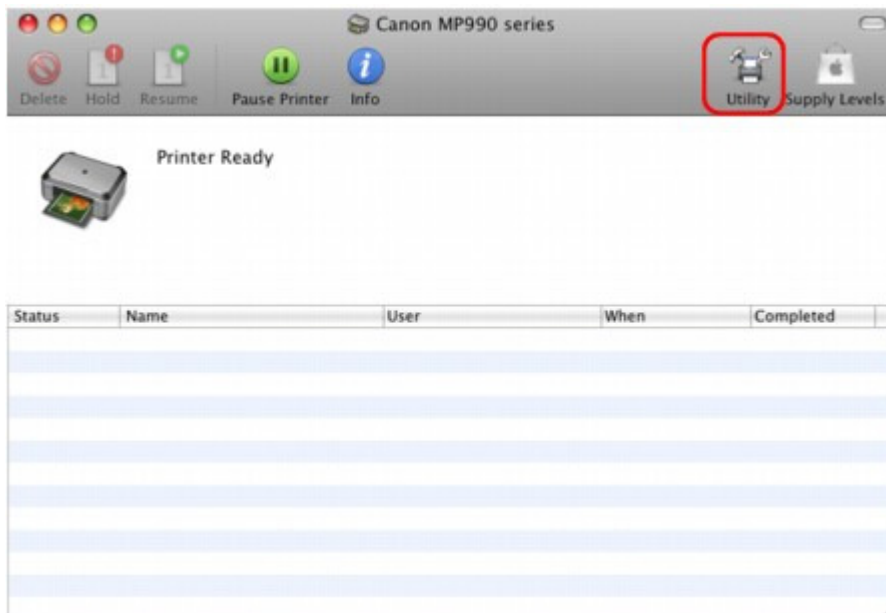 Canon MP990 series
Delete Hold Resume Pause Printer Info Utility Supply Levels
Printer Ready
Status Name User When Completed